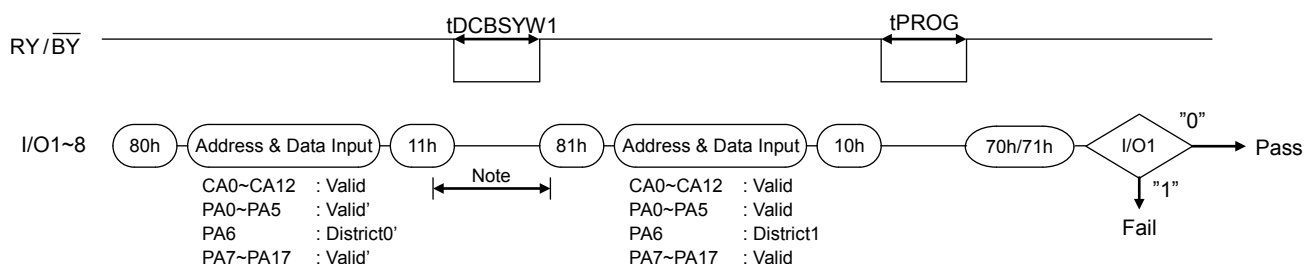 tDCBSYW1
tPROG
RY/BY
I/O1~8
80h
Address & Data Input
11h
81h
Address & Data Input
10h
70h/71h
I/O1
"0"
Pass
"1"
Fail
Note
CA0~CA12 : Valid
PA0~PA5 : Valid'
PA6 : District0'
PA7~PA17 : Valid'
CA0~CA12 : Valid
PA0~PA5 : Valid
PA6 : District1
PA7~PA17 : Valid